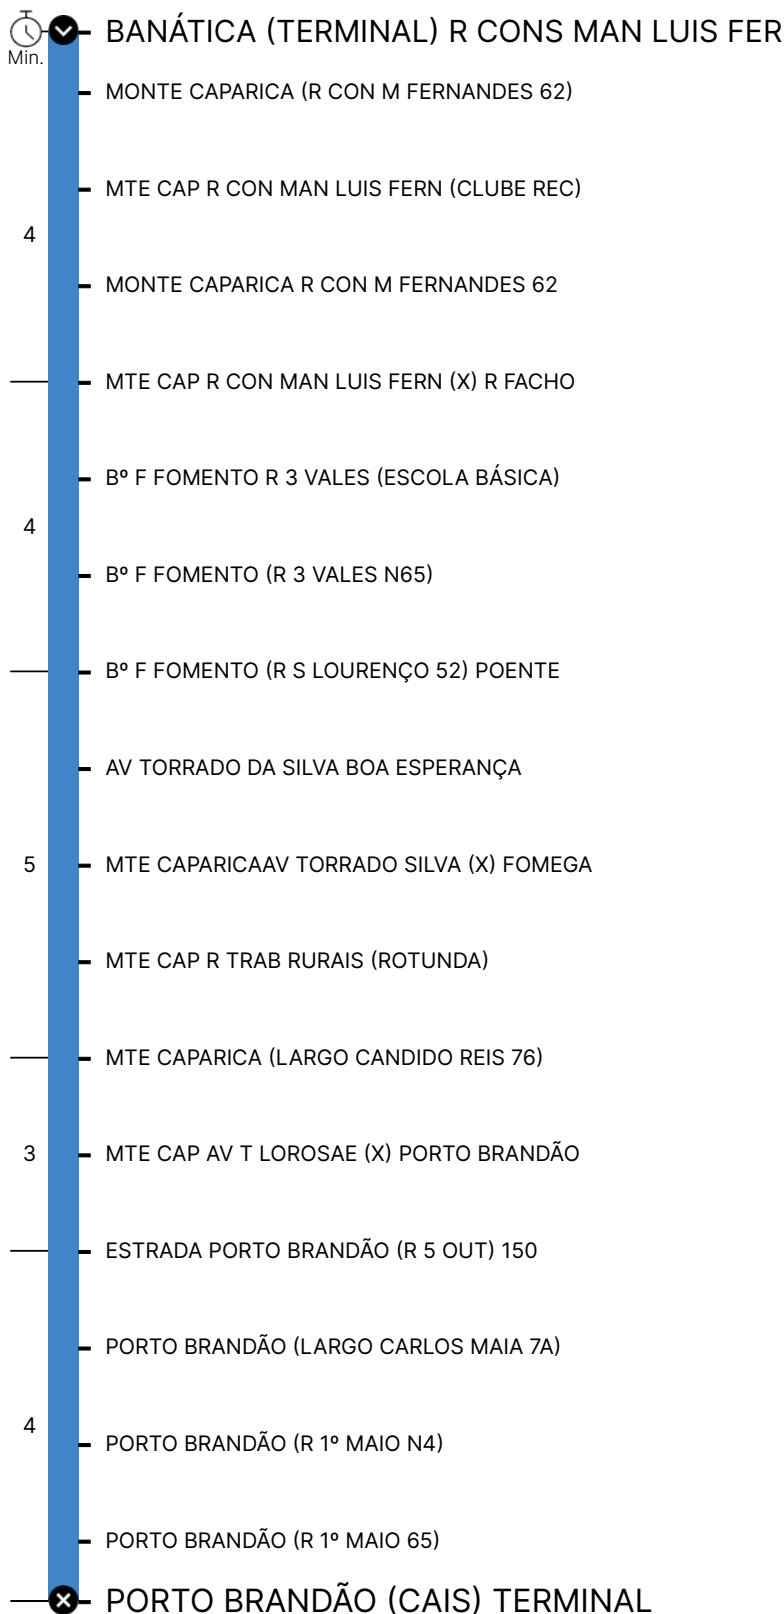 BANÁTICA (TERMINAL) R CONS MAN LUIS FER
Min.
MONTE CAPARICA (R CON M FERNANDES 62)
MTE CAP R CON MAN LUIS FERN (CLUBE REC)
4
MONTE CAPARICA R CON M FERNANDES 62
MTE CAP R CON MAN LUIS FERN (X) R FACHO
Bº F FOMENTO R 3 VALES (ESCOLA BÁSICA)
4
Bº F FOMENTO (R 3 VALES N65)
Bº F FOMENTO (R S LOURENÇO 52) POENTE
AV TORRADO DA SILVA BOA ESPERANÇA
5 MTE CAPARICAAV TORRADO SILVA (X) FOMEGA
MTE CAP R TRAB RURAIS (ROTUNDA)
MTE CAPARICA (LARGO CANDIDO REIS 76)
3 MTE CAP AV T LOROSAE (X) PORTO BRANDÃO
ESTRADA PORTO BRANDÃO (R 5 OUT) 150
PORTO BRANDÃO (LARGO CARLOS MAIA 7A)
4
PORTO BRANDÃO (R 1º MAIO N4)
PORTO BRANDÃO (R 1º MAIO 65)
PORTO BRANDÃO (CAIS) TERMINAL